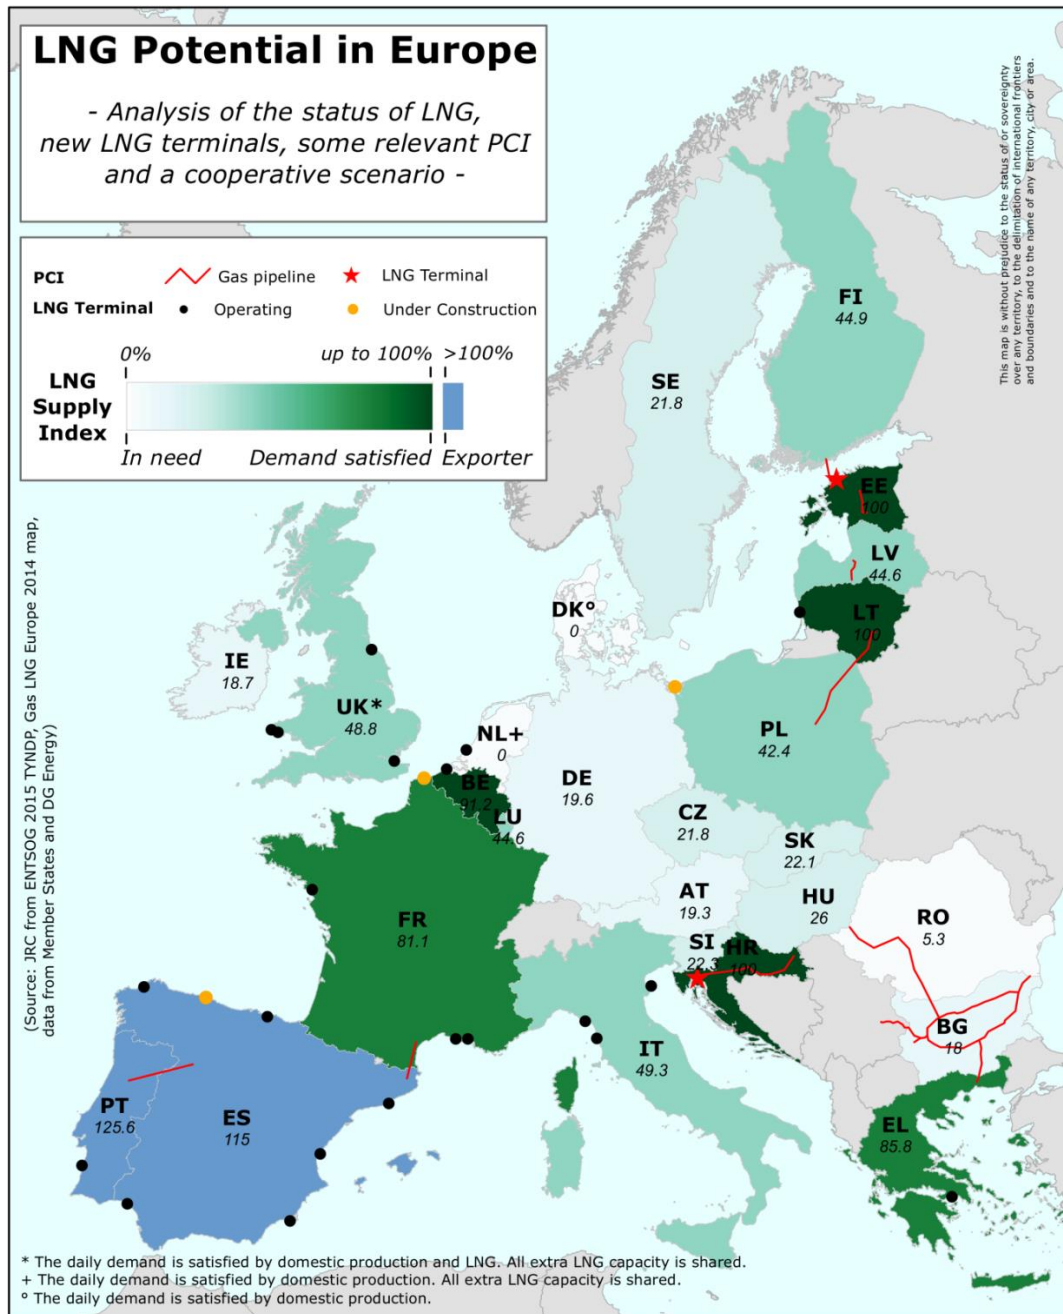 LNG Potential in Europe
- Analysis of the status of LNG,
new LNG terminals, some relevant PCI
and a cooperative scenario -
PCI
Gas pipeline
LNG Terminal
LNG Terminal
Operating
Under Construction
0%
up to 100%
>100%
LNG
Supply
Index
In need
Demand satisfied
Exporter
This map is without prejudice to the status of or sovereignty
over any territory, to the delimitation of international frontiers
and boundaries and to the name of any territory, city or area.
(Source: JRC from ENTSOG 2015 TYNDP, Gas LNG Europe 2014 map,
data from Member States and DG Energy)
FI
44.9
SE
21.8
EE
100
LV
44.6
LT
100
DK°
0
IE
18.7
UK*
48.8
NL+
0
BE
91.2
LU
44.6
DE
19.6
PL
42.4
CZ
21.8
SK
22.1
AT
19.3
HU
26
RO
5.3
FR
81.1
SI
22.3
HR
100
BG
18
IT
49.3
PT
125.6
ES
115
EL
85.8
* The daily demand is satisfied by domestic production and LNG. All extra LNG capacity is shared.
+ The daily demand is satisfied by domestic production. All extra LNG capacity is shared.
° The daily demand is satisfied by domestic production.